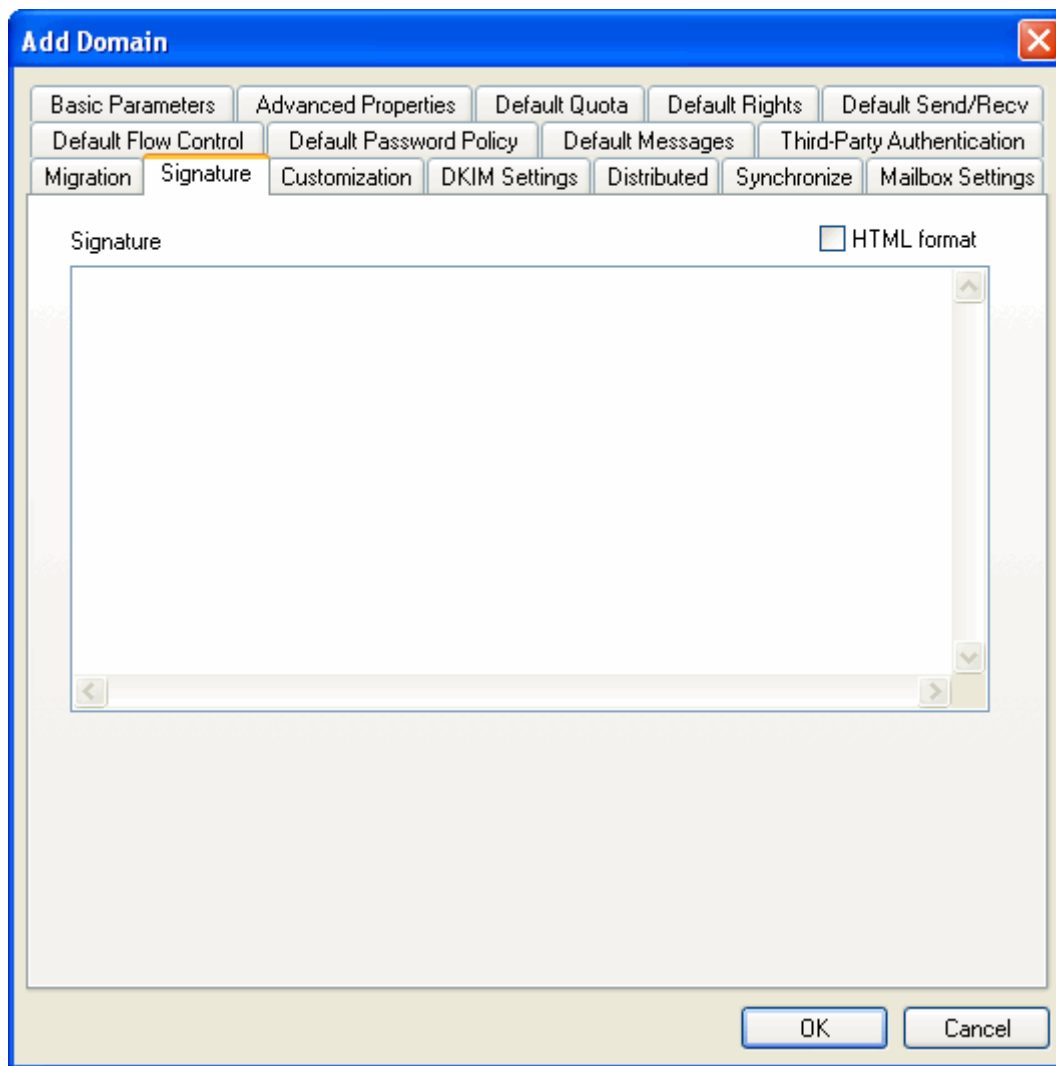 Add Domain
Basic Parameters Advanced Properties Default Quota Default Rights Default Send/Recv
Default Flow Control Default Password Policy Default Messages Third-Party Authentication
Migration Signature Customization DKIM Settings Distributed Synchronize Mailbox Settings
Signature HTML format
OK Cancel